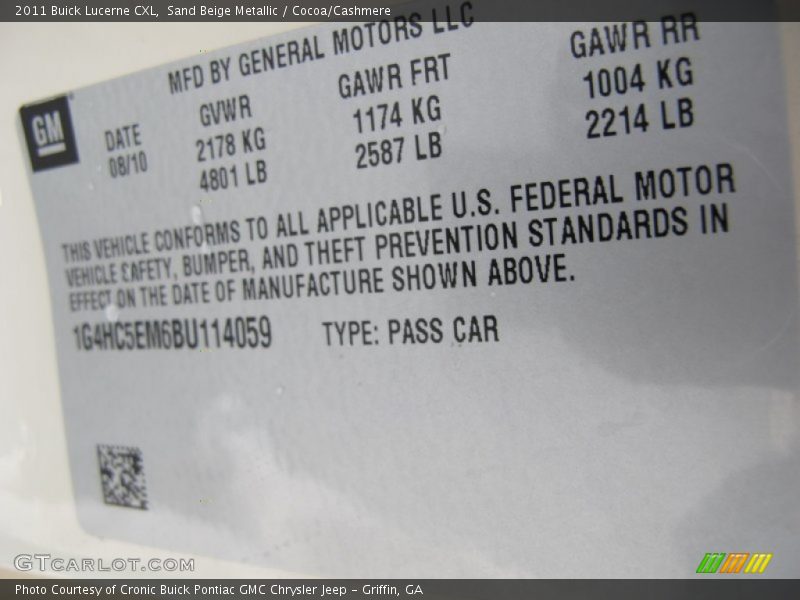 2011 Buick Lucerne CXL, Sand Beige Metallic / Cocoa/Cashmere
MFD BY GENERAL MOTORS LLC
GM
DATE GVWR GAWR FRT GAWR RR
08/10 2178 KG 1174 KG 1004 KG
4801 LB 2587 LB 2214 LB
THIS VEHICLE CONFORMS TO ALL APPLICABLE U.S. FEDERAL MOTOR
VEHICLE SAFETY, BUMPER, AND THEFT PREVENTION STANDARDS IN
EFFECT ON THE DATE OF MANUFACTURE SHOWN ABOVE.
1G4HC5EM6BU114059 TYPE: PASS CAR
GTCARLOT.COM
Photo Courtesy of Cronic Buick Pontiac GMC Chrysler Jeep - Griffin, GA